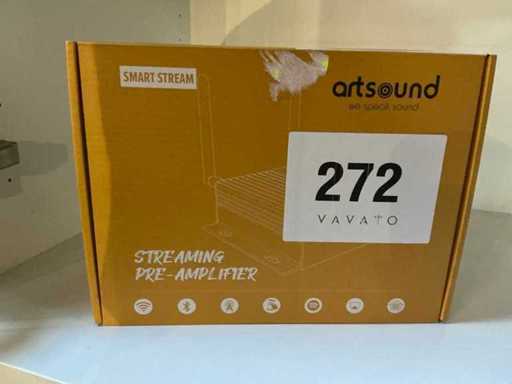 SMART STREAM
artsound
we speak sound
272
VAVATO
STREAMING
PRE-AMPLIFIER